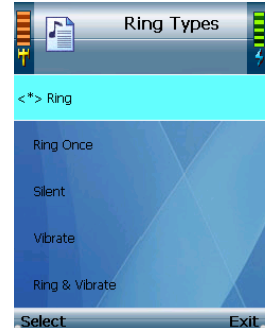 Ring Types
<*> Ring
Ring Once
Silent
Vibrate
Ring & Vibrate
Select Exit